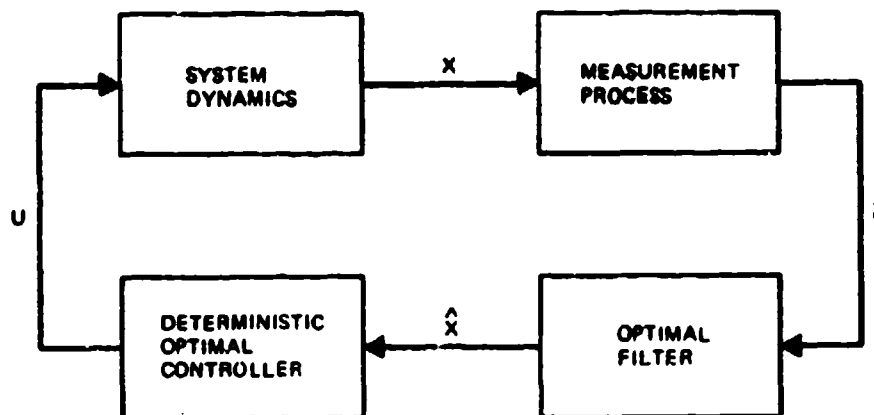 SYSTEM
DYNAMICS
X
MEASUREMENT
PROCESS
U
DETERMINISTIC
OPTIMAL
CONTROLLER
X̂
OPTIMAL
FILTER